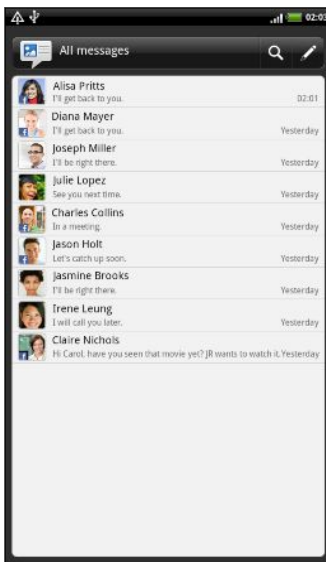 02:03
All messages
Alisa Pritts
I'll get back to you.
02:01
Diana Mayer
I'll get back to you.
Yesterday
Joseph Miller
I'll be right there.
Yesterday
Julie Lopez
See you next time.
Yesterday
Charles Collins
In a meeting.
Yesterday
Jason Holt
Let's catch up soon.
Yesterday
Jasmine Brooks
I'll be right there.
Yesterday
Irene Leung
I will call you later.
Yesterday
Claire Nichols
Hi Carol, have you seen that movie yet? JR wants to watch it. Yesterday